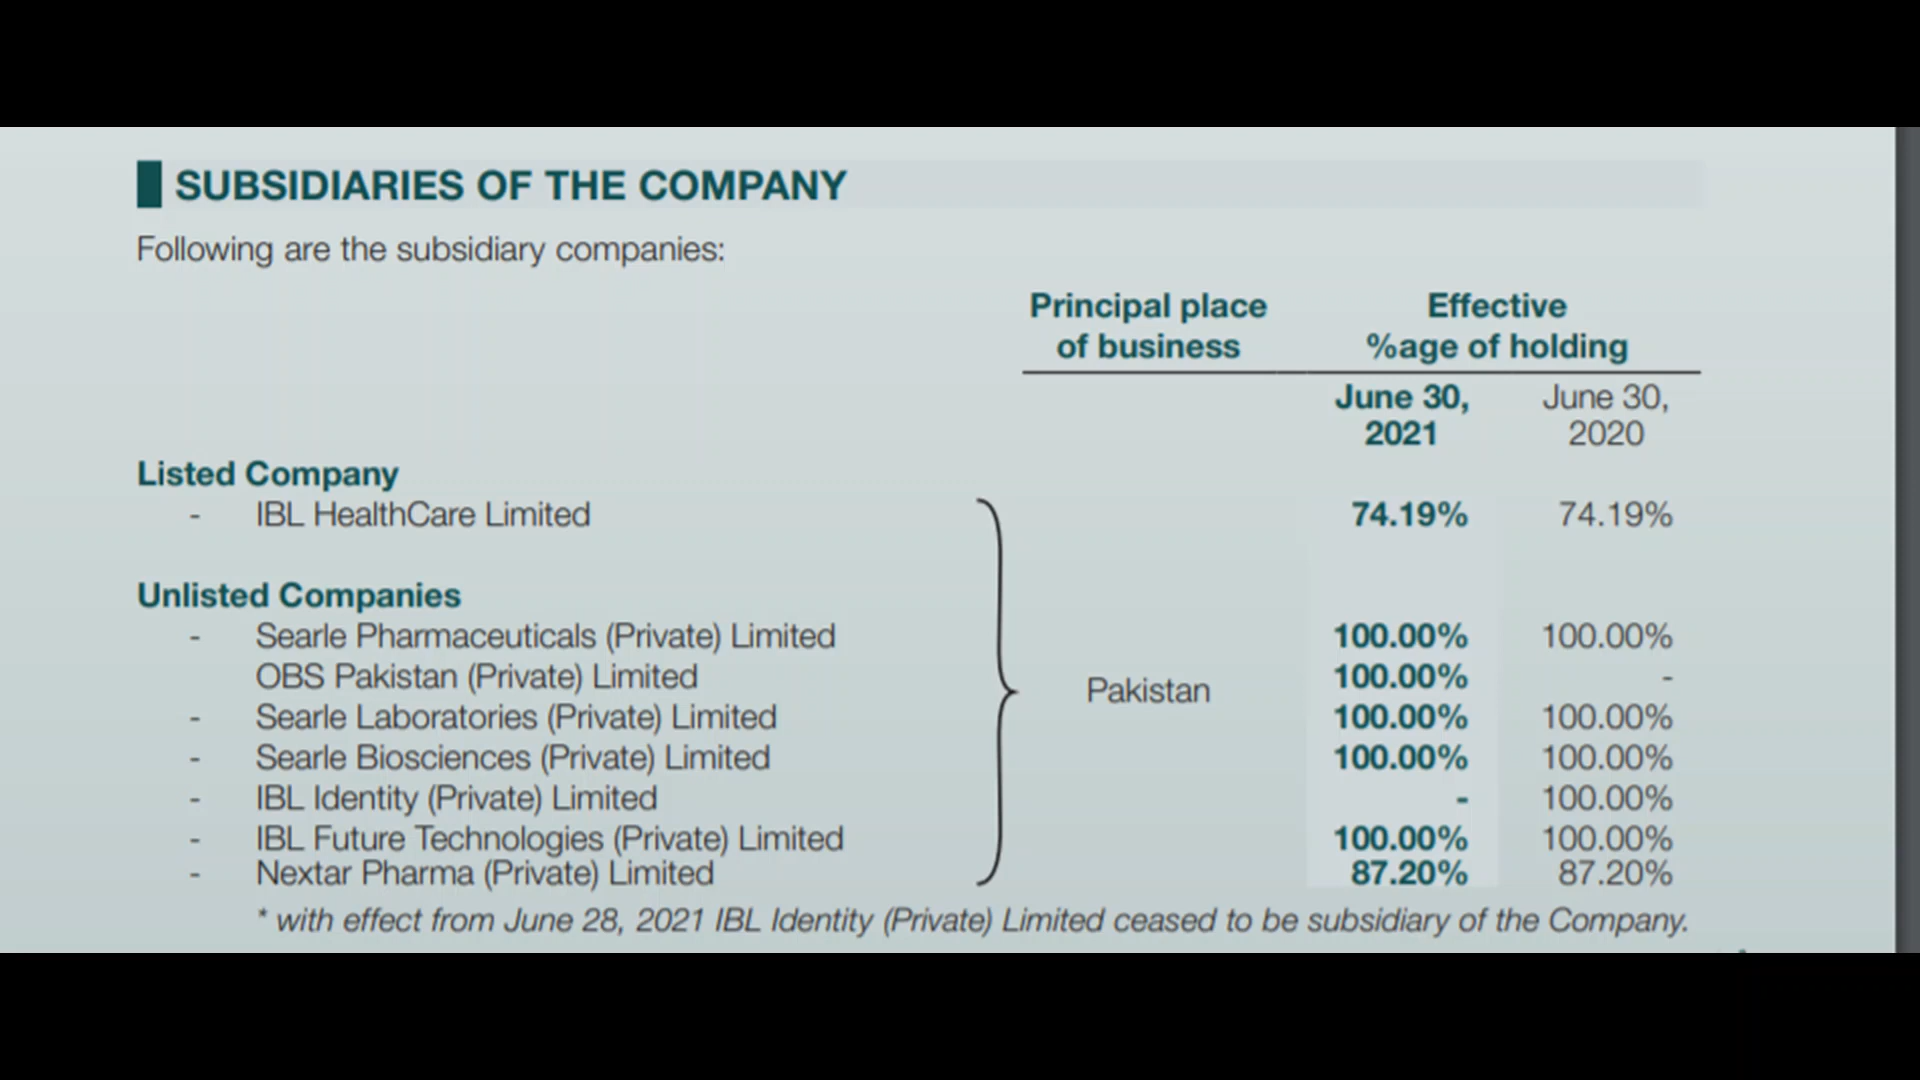 SUBSIDIARIES OF THE COMPANY
Following are the subsidiary companies:
Principal place of business
Effective %age of holding
June 30, 2021
June 30, 2020
Listed Company
- IBL HealthCare Limited 74.19% 74.19%
Unlisted Companies
- Searle Pharmaceuticals (Private) Limited 100.00% 100.00%
OBS Pakistan (Private) Limited 100.00% -
Pakistan
- Searle Laboratories (Private) Limited 100.00% 100.00%
- Searle Biosciences (Private) Limited 100.00% 100.00%
- IBL Identity (Private) Limited - 100.00%
- IBL Future Technologies (Private) Limited 100.00% 100.00%
- Nextar Pharma (Private) Limited 87.20% 87.20%
* with effect from June 28, 2021 IBL Identity (Private) Limited ceased to be subsidiary of the Company.